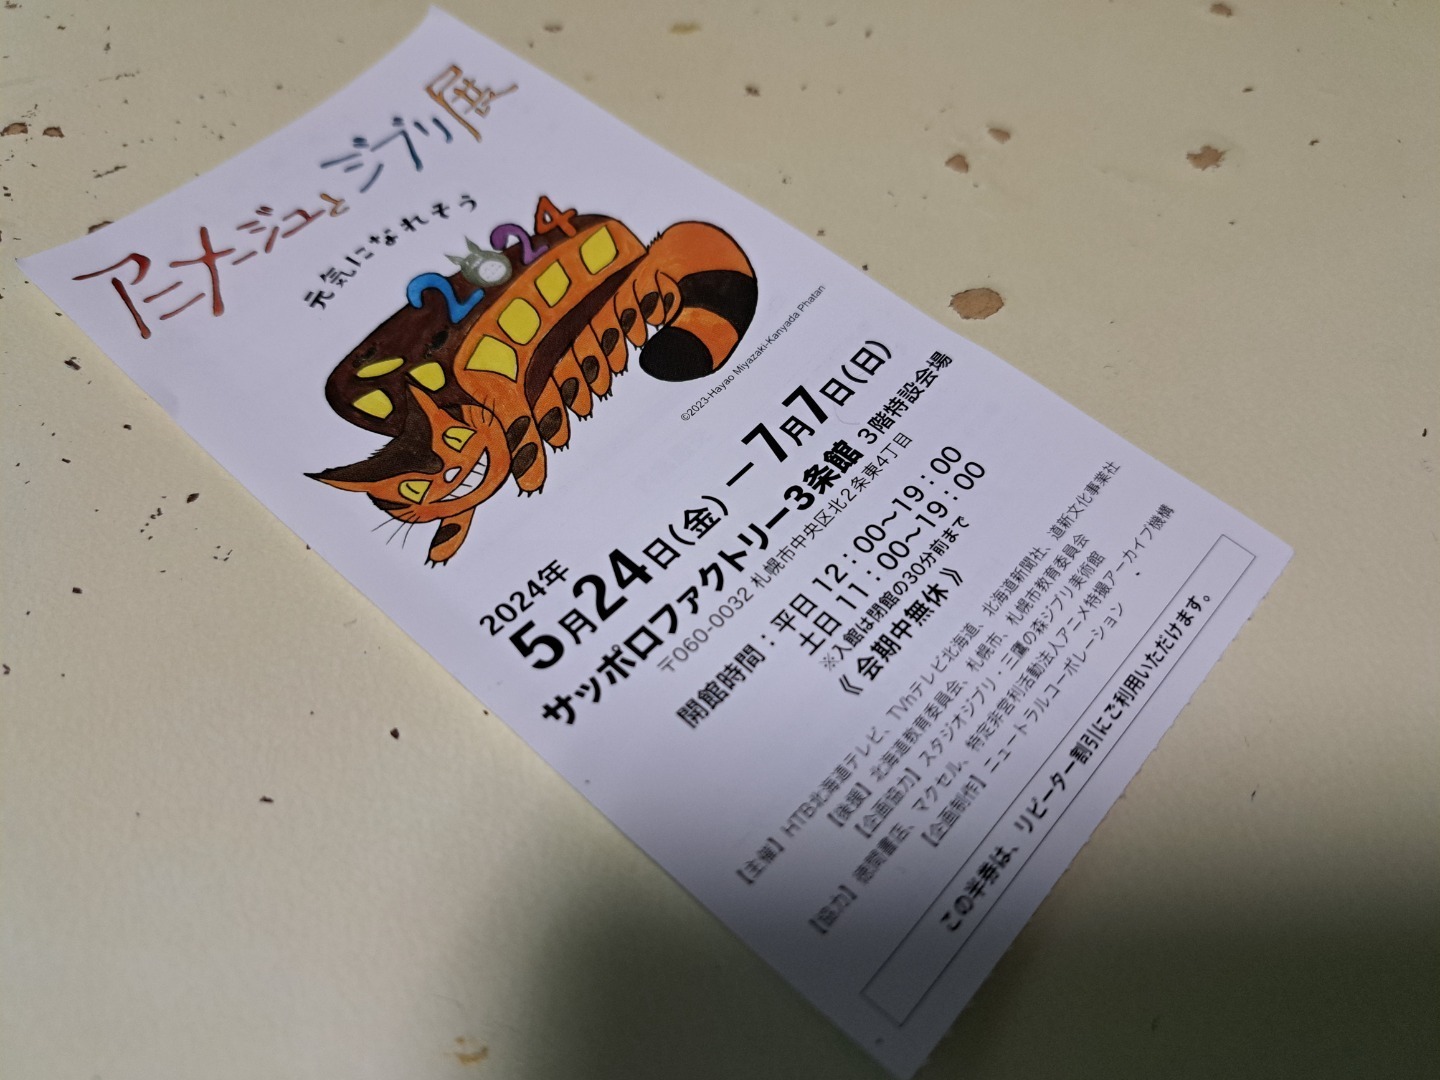 アニメージュとジブリ展
元気になれそう
2024
©2023-Hayao Miyazaki-Kanyada Phatan
2024年
5月24日(金) ー 7月7日(日)
サッポロファクトリー3条館 3階特設会場
〒060-0032 札幌市中央区北2条東4丁目
開館時間：平日 12：00〜19：00
土日 11：00〜19：00
※入館は閉館の30分前まで
《 会期中無休 》
【主催】HTB北海道テレビ、TVhテレビ北海道、北海道新聞社、道新文化事業社
【後援】北海道教育委員会、札幌市、札幌市教育委員会
【企画協力】スタジオジブリ・三鷹の森ジブリ美術館
【協力】徳間書店、マクセル、特定非営利活動法人アニメ特撮アーカイブ機構
【企画制作】ニュートラルコーポレーション
この半券は、リピーター割引にご利用いただけます。